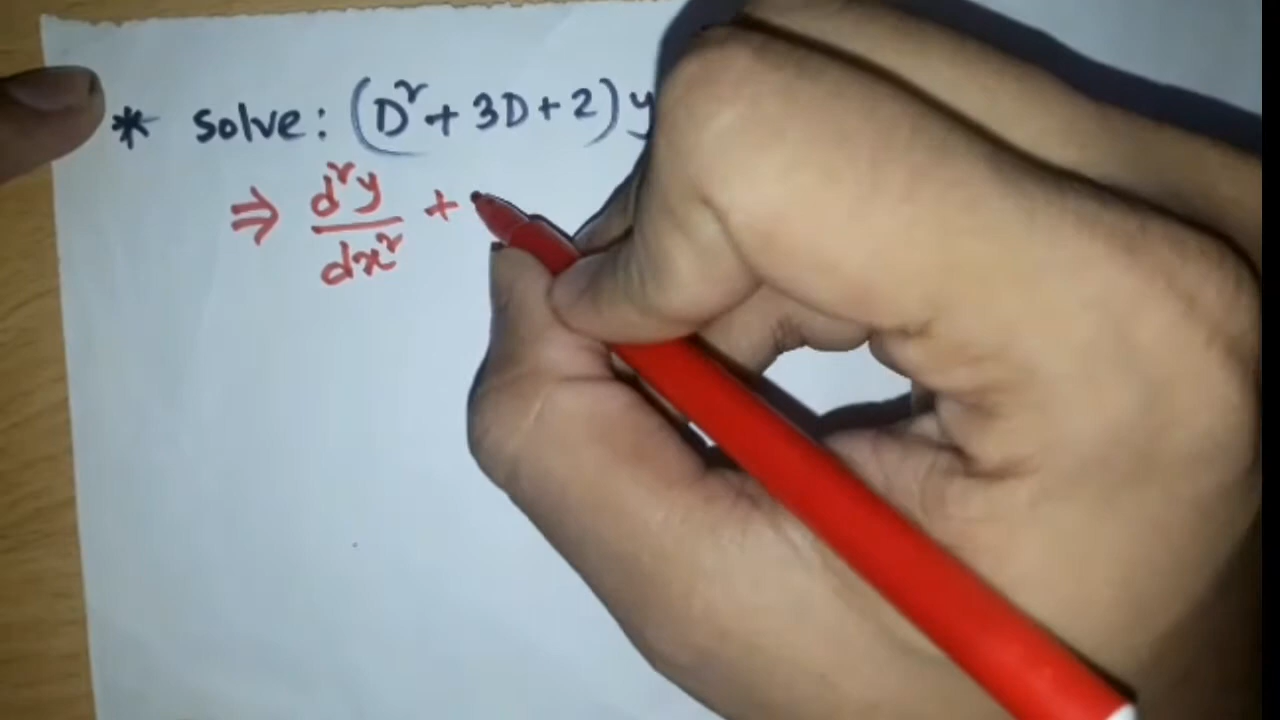 * solve: (D² + 3D + 2) y
⇒ d²y/dx² +